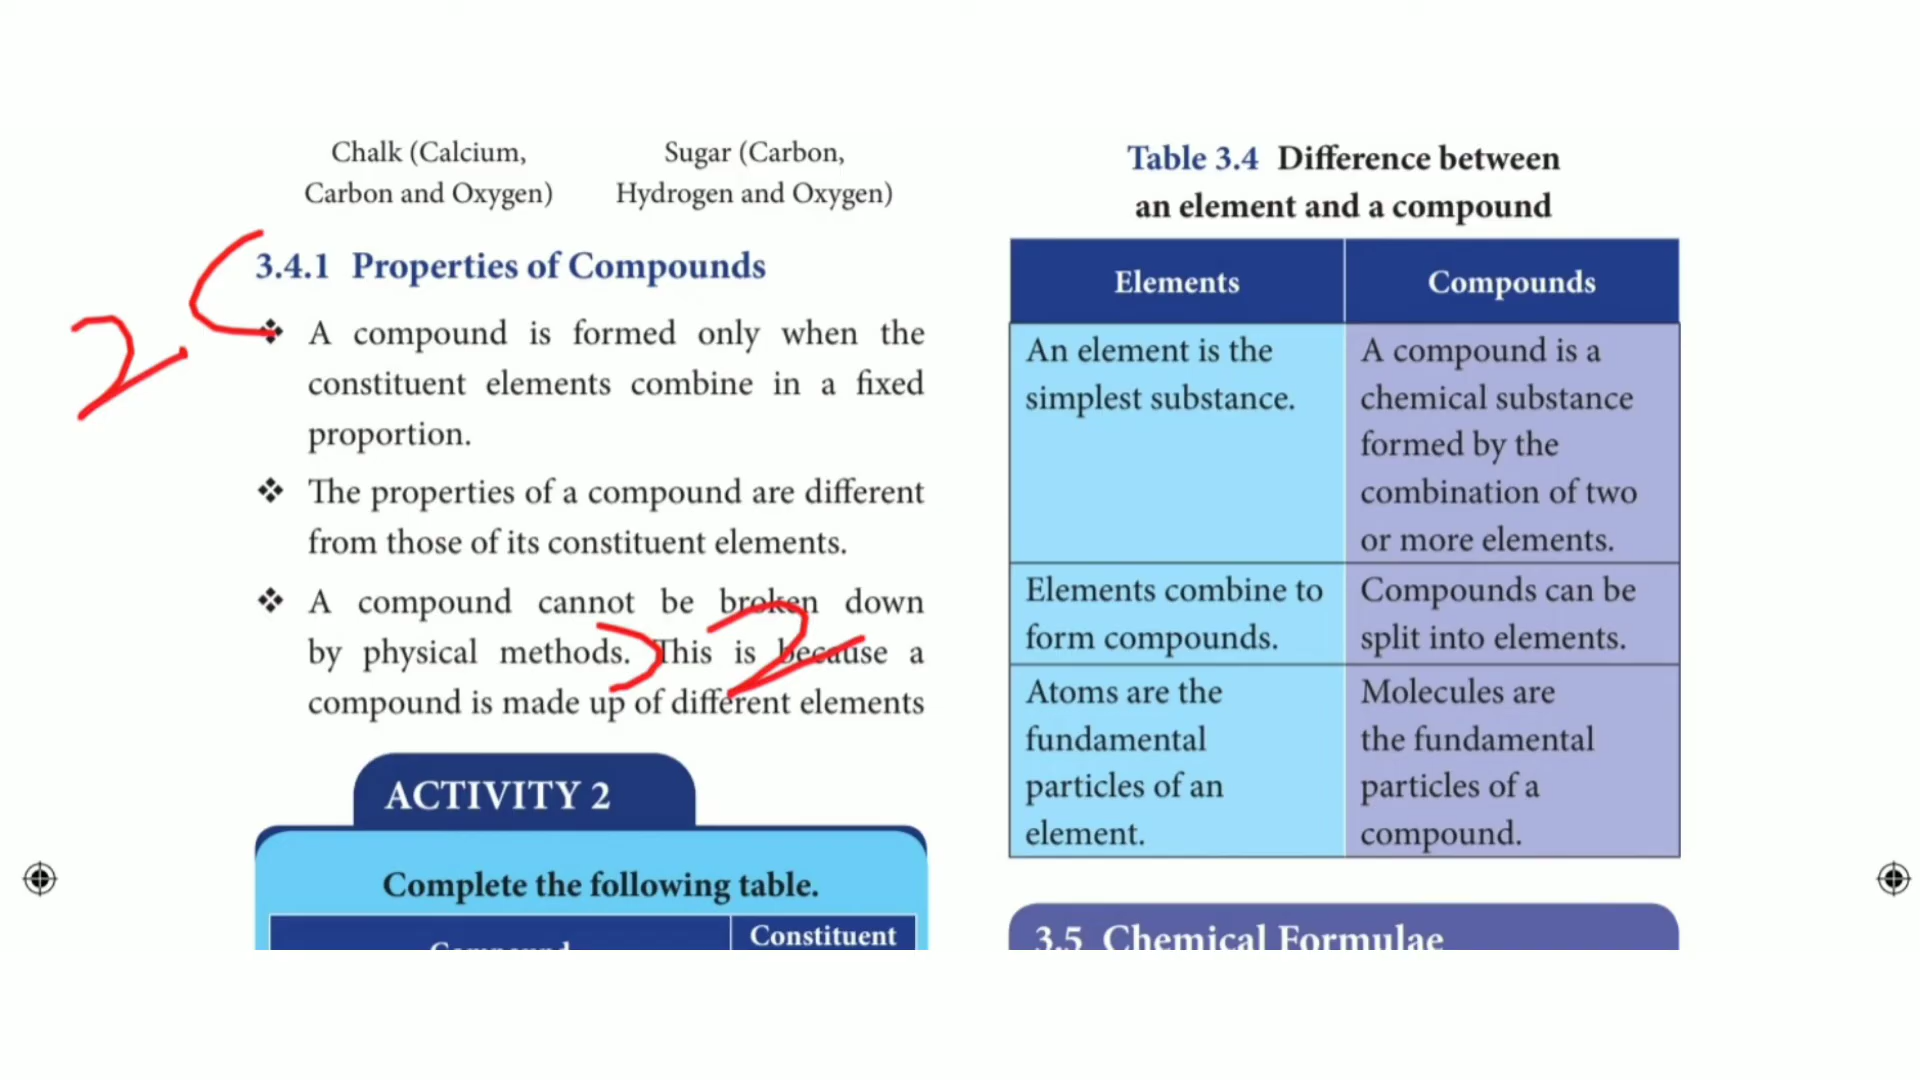 Chalk (Calcium,
Carbon and Oxygen)
Sugar (Carbon,
Hydrogen and Oxygen)
3.4.1 Properties of Compounds
2.
❖ A compound is formed only when the
constituent elements combine in a fixed
proportion.
❖ The properties of a compound are different
from those of its constituent elements.
❖ A compound cannot be broken down
by physical methods. This is because a
compound is made up of different elements
2
ACTIVITY 2
Complete the following table.
Compound
Constituent
Table 3.4 Difference between
an element and a compound
Elements
Compounds
An element is the
simplest substance.
A compound is a
chemical substance
formed by the
combination of two
or more elements.
Elements combine to
form compounds.
Compounds can be
split into elements.
Atoms are the
fundamental
particles of an
element.
Molecules are
the fundamental
particles of a
compound.
3.5 Chemical Formulae